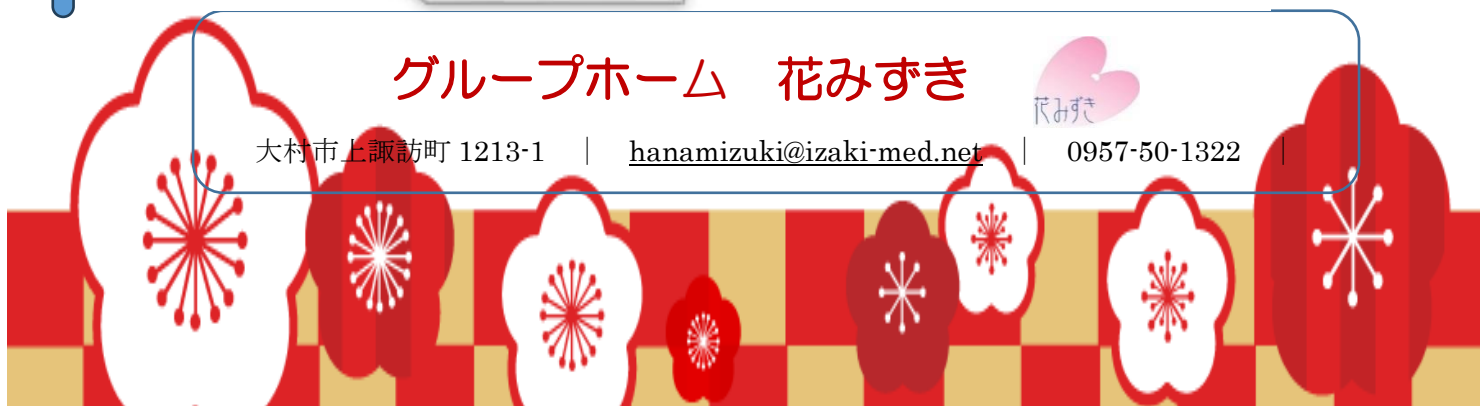 グループホーム 花みずき
花みずき
大村市上諏訪町 1213-1 | hanamizuki@izaki-med.net | 0957-50-1322 |